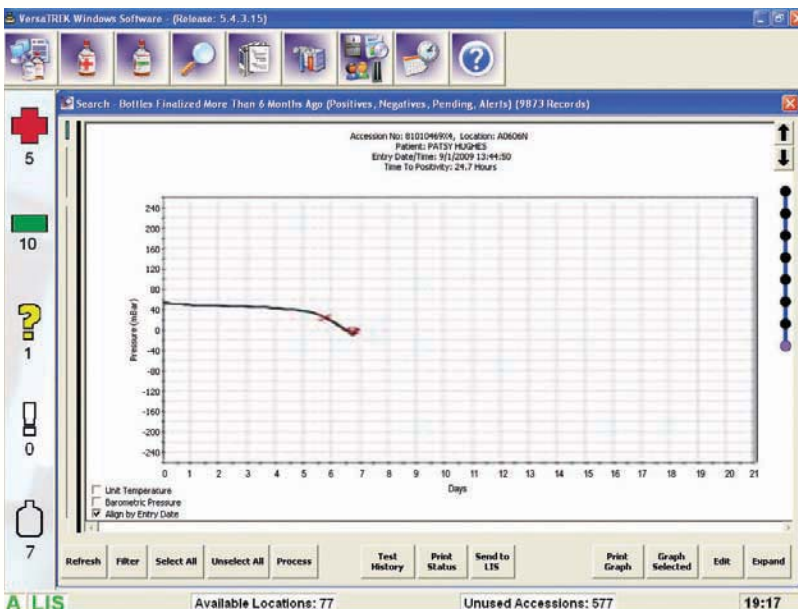 VersaTREK Windows Software - (Release: 5.4.3.15)
Search - Bottles Finalized More Than 6 Months Ago (Positives, Negatives, Pending, Alerts) (9873 Records)
5
10
1
0
7
Accession No: 81010469X4, Location: A0606N
Patient: PATSY HUGHES
Entry Date/Time: 9/1/2009 13:44:50
Time To Positivity: 24.7 Hours
Pressure (mBar)
240
200
160
120
80
40
0
-40
-80
-120
-160
-200
-240
0 1 2 3 4 5 6 7 8 9 10 11 12 13 14 15 16 17 18 19 20 21
Days
Unit Temperature
Barometric Pressure
Align by Entry Date
Refresh Filter Select All Unselect All Process Test History Print Status Send to LIS Print Graph Graph Selected Edit Expand
A LIS Available Locations: 77 Unused Accessions: 577 19:17